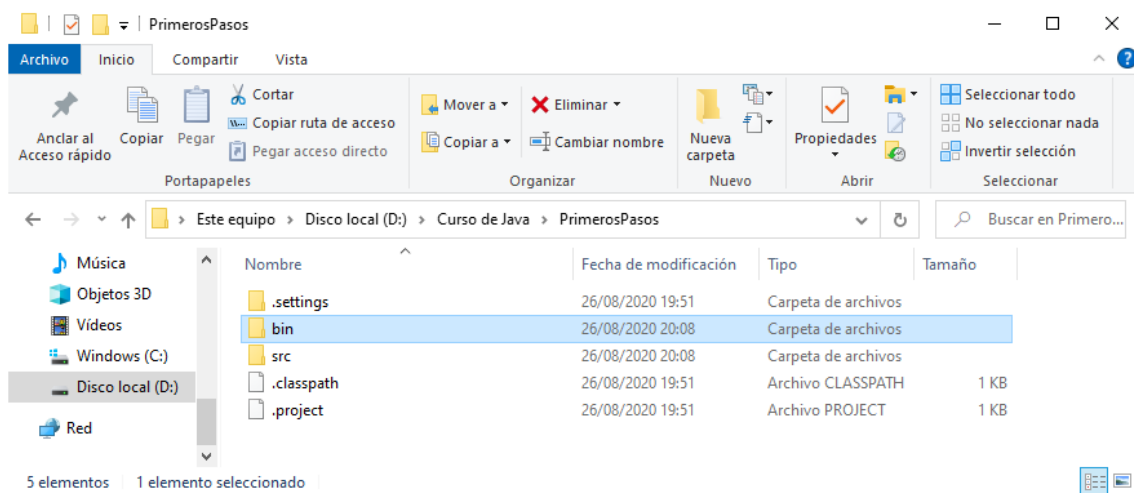 PrimerosPasos
Archivo Inicio Compartir Vista
Anclar al Acceso rápido
Copiar
Pegar
Cortar
Copiar ruta de acceso
Pegar acceso directo
Portapapeles
Mover a
Copiar a
Eliminar
Cambiar nombre
Organizar
Nueva carpeta
Nuevo
Propiedades
Abrir
Seleccionar todo
No seleccionar nada
Invertir selección
Seleccionar
Este equipo > Disco local (D:) > Curso de Java > PrimerosPasos
Buscar en Primero...
Música
Objetos 3D
Vídeos
Windows (C:)
Disco local (D:)
Red
Nombre Fecha de modificación Tipo Tamaño
.settings 26/08/2020 19:51 Carpeta de archivos
bin 26/08/2020 20:08 Carpeta de archivos
src 26/08/2020 20:08 Carpeta de archivos
.classpath 26/08/2020 19:51 Archivo CLASSPATH 1 KB
.project 26/08/2020 19:51 Archivo PROJECT 1 KB
5 elementos 1 elemento seleccionado